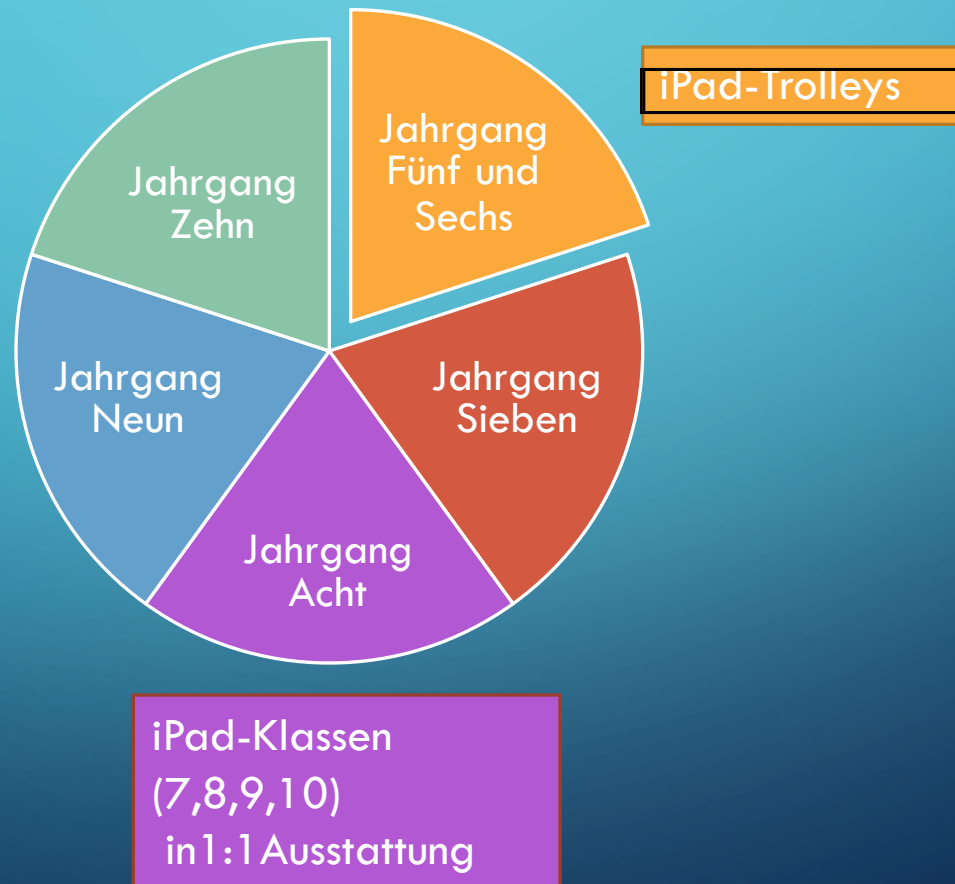 Jahrgang
Fünf und
Sechs
iPad-Trolleys
Jahrgang
Zehn
Jahrgang
Neun
Jahrgang
Sieben
Jahrgang
Acht
iPad-Klassen
(7,8,9,10)
in1:1Ausstattung